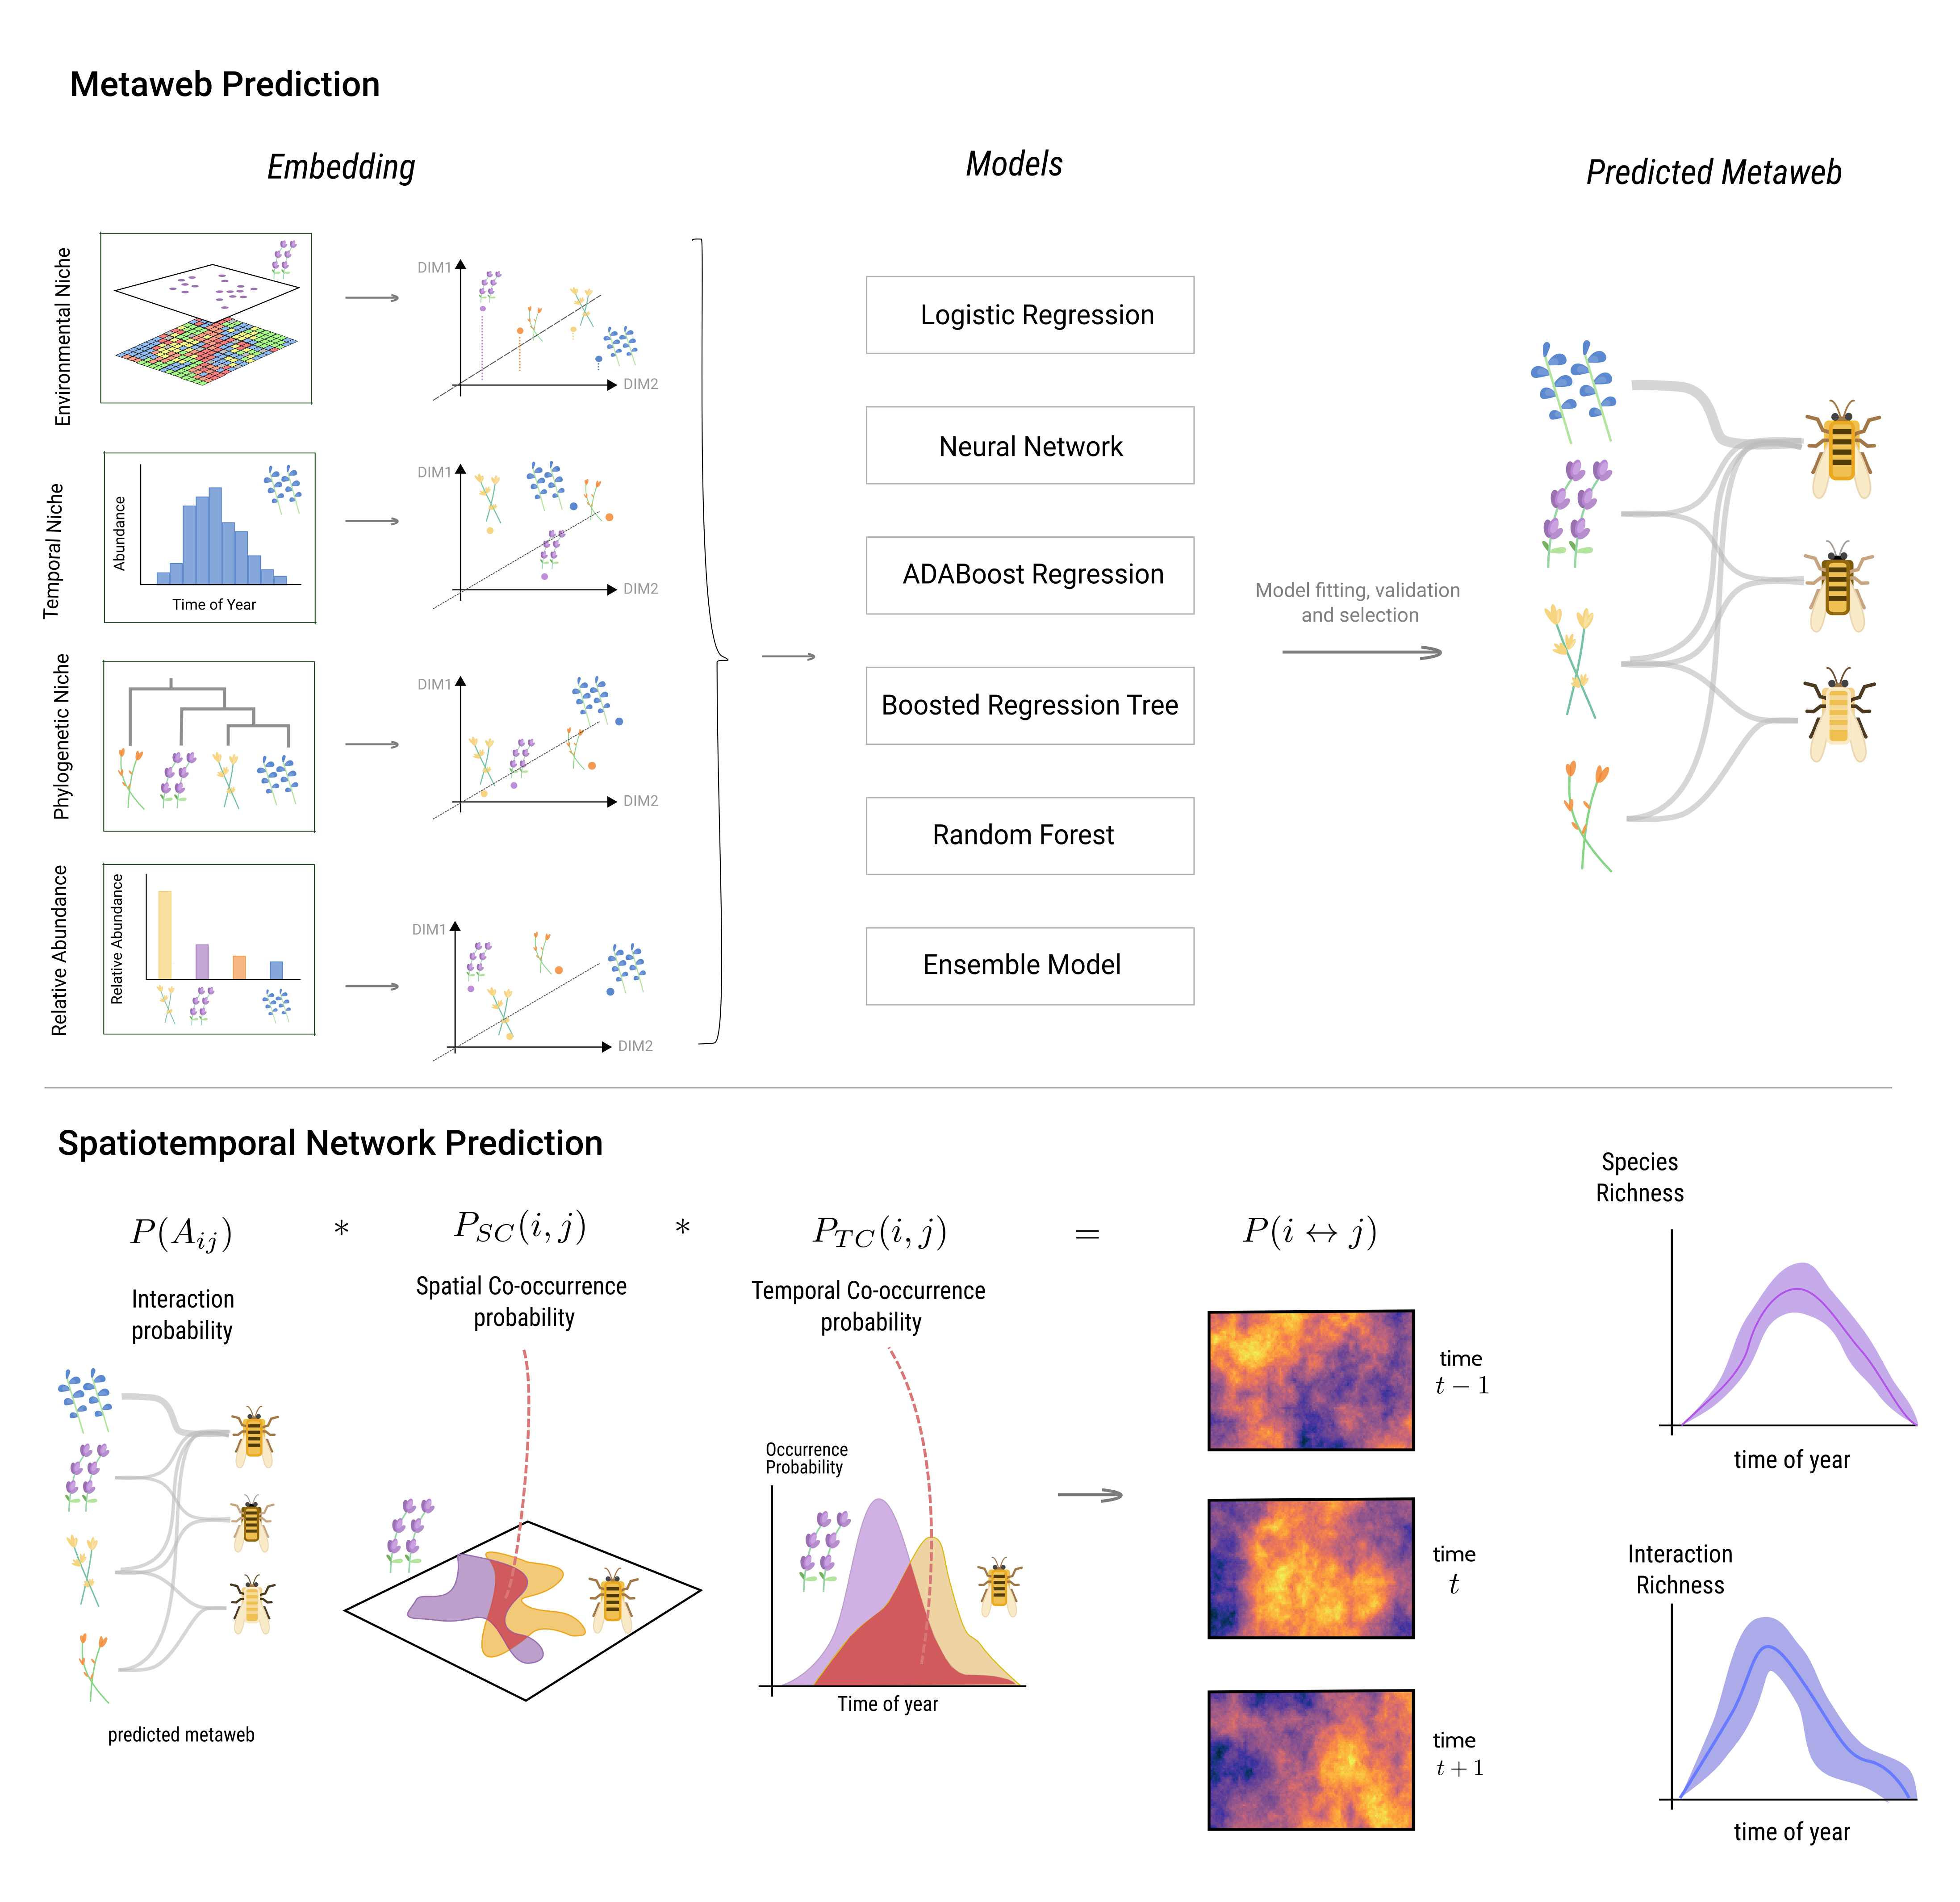 Metaweb Prediction
Embedding
Models
Predicted Metaweb
Environmental Niche
DIM1
DIM2
Temporal Niche
Abundance
Time of Year
DIM1
DIM2
Phylogenetic Niche
DIM1
DIM2
Relative Abundance
Relative Abundance
DIM1
DIM2
Logistic Regression
Neural Network
ADABoost Regression
Boosted Regression Tree
Random Forest
Ensemble Model
Model fitting, validation
and selection
Spatiotemporal Network Prediction
P(A_{ij}) * P_{SC}(i, j) * P_{TC}(i, j) = P(i ↔ j)
Interaction
probability
predicted metaweb
Spatial Co-occurrence
probability
Temporal Co-occurrence
probability
Occurrence
Probability
Time of year
time
t − 1
time
t
time
t + 1
Species
Richness
time of year
Interaction
Richness
time of year